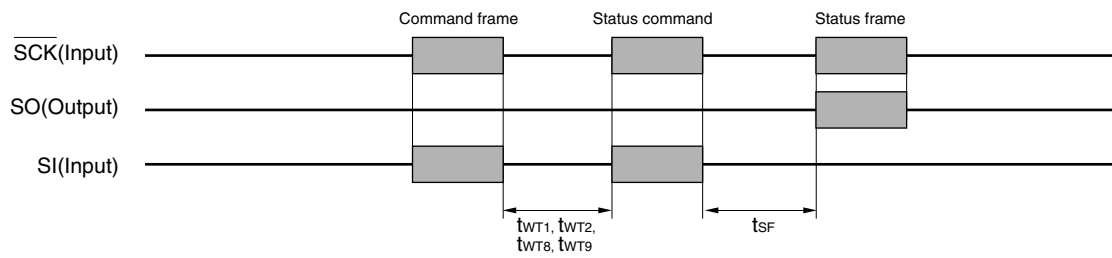 Command frame Status command Status frame
SCK(Input)
SO(Output)
SI(Input)
tWT1, tWT2, tSF
tWT8, tWT9